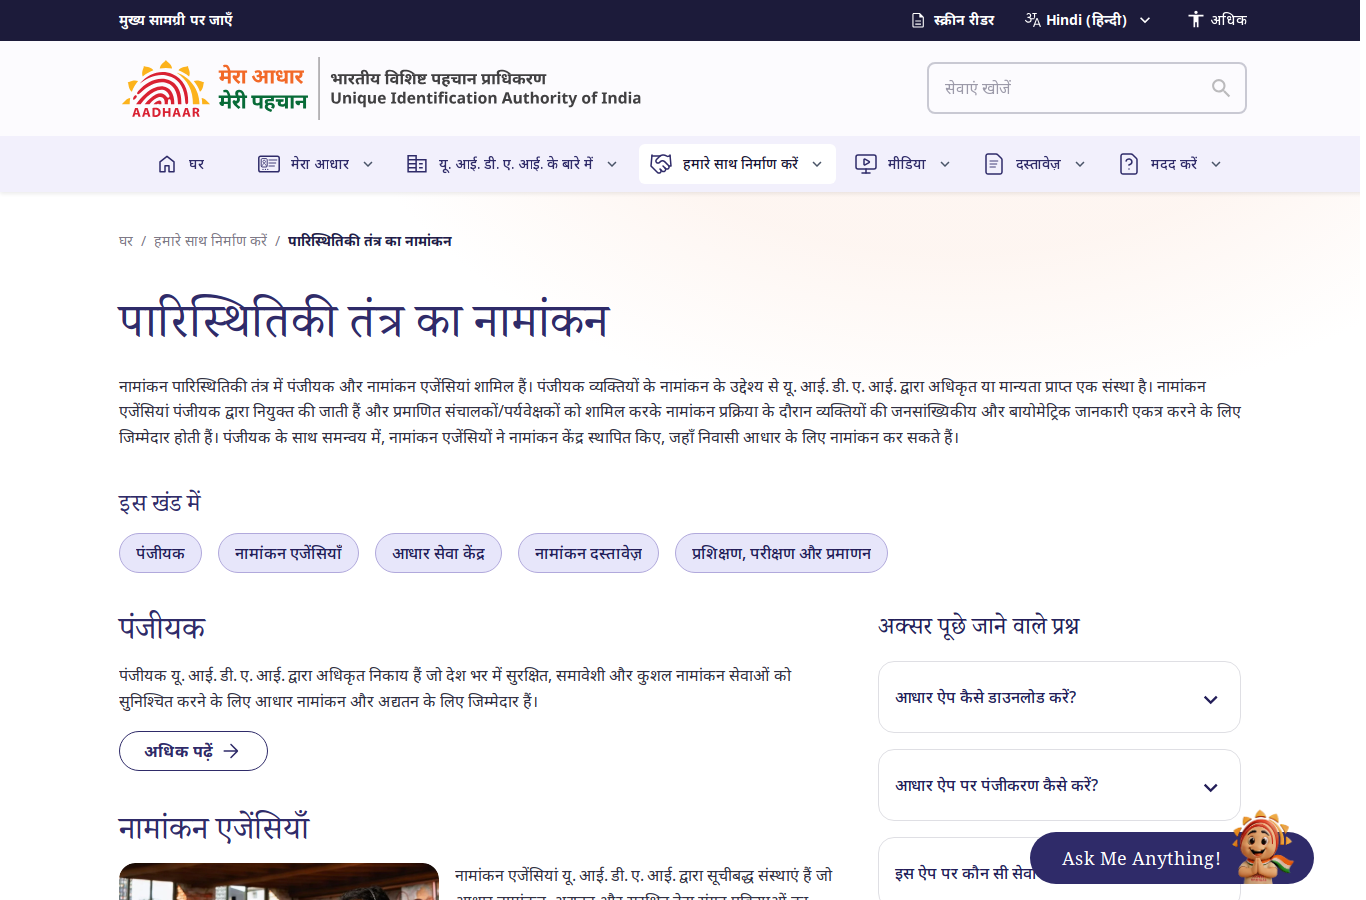 मुख्य सामग्री पर जाएँ
स्क्रीन रीडर
Hindi (हिन्दी)
अधिक
AADHAAR
मेरा आधार
मेरी पहचान
भारतीय विशिष्ट पहचान प्राधिकरण
Unique Identification Authority of India
सेवाएं खोजें
घर
मेरा आधार
यू. आई. डी. ए. आई. के बारे में
हमारे साथ निर्माण करें
मीडिया
दस्तावेज़
मदद करें
घर / हमारे साथ निर्माण करें / पारिस्थितिकी तंत्र का नामांकन
पारिस्थितिकी तंत्र का नामांकन
नामांकन पारिस्थितिकी तंत्र में पंजीयक और नामांकन एजेंसियां शामिल हैं। पंजीयक व्यक्तियों के नामांकन के उद्देश्य से यू. आई. डी. ए. आई. द्वारा अधिकृत या मान्यता प्राप्त एक संस्था है। नामांकन
एजेंसियां पंजीयक द्वारा नियुक्त की जाती हैं और प्रमाणित संचालकों/पर्यवेक्षकों को शामिल करके नामांकन प्रक्रिया के दौरान व्यक्तियों की जनसांख्यिकीय और बायोमेट्रिक जानकारी एकत्र करने के लिए
जिम्मेदार होती हैं। पंजीयक के साथ समन्वय में, नामांकन एजेंसियों ने नामांकन केंद्र स्थापित किए, जहाँ निवासी आधार के लिए नामांकन कर सकते हैं।
इस खंड में
पंजीयक
नामांकन एजेंसियाँ
आधार सेवा केंद्र
नामांकन दस्तावेज़
प्रशिक्षण, परीक्षण और प्रमाणन
पंजीयक
पंजीयक यू. आई. डी. ए. आई. द्वारा अधिकृत निकाय हैं जो देश भर में सुरक्षित, समावेशी और कुशल नामांकन सेवाओं को
सुनिश्चित करने के लिए आधार नामांकन और अद्यतन के लिए जिम्मेदार हैं।
अधिक पढ़ें
नामांकन एजेंसियाँ
नामांकन एजेंसियां यू. आई. डी. ए. आई. द्वारा सूचीबद्ध संस्थाएं हैं जो
अक्सर पूछे जाने वाले प्रश्न
आधार ऐप कैसे डाउनलोड करें?
आधार ऐप पर पंजीकरण कैसे करें?
इस ऐप पर कौन सी सेवा
Ask Me Anything!